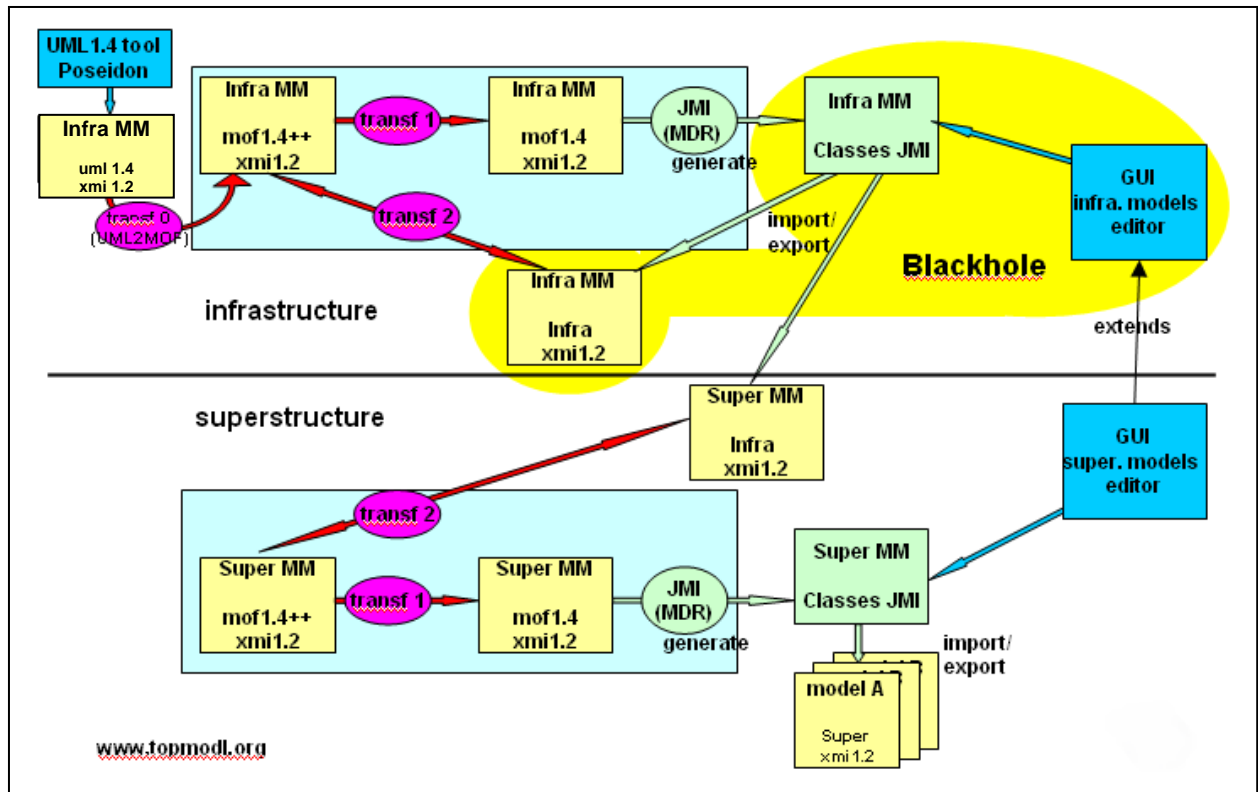 UML1.4 tool
Poseidon
Infra MM
uml 1.4
xmi 1.2
transf 0
(UML2MOF)
Infra MM
mof1.4++
xmi1.2
transf 1
Infra MM
mof1.4
xmi1.2
JMI
(MDR)
generate
Infra MM
Classes JMI
GUI
infra. models
editor
transf 2
import/
export
Blackhole
Infra MM
Infra
xmi1.2
infrastructure
extends
superstructure
Super MM
Infra
xmi1.2
GUI
super. models
editor
transf 2
Super MM
mof1.4++
xmi1.2
transf 1
Super MM
mof1.4
xmi1.2
JMI
(MDR)
generate
Super MM
Classes JMI
import/
export
model A
Super
xmi1.2
www.topmodl.org